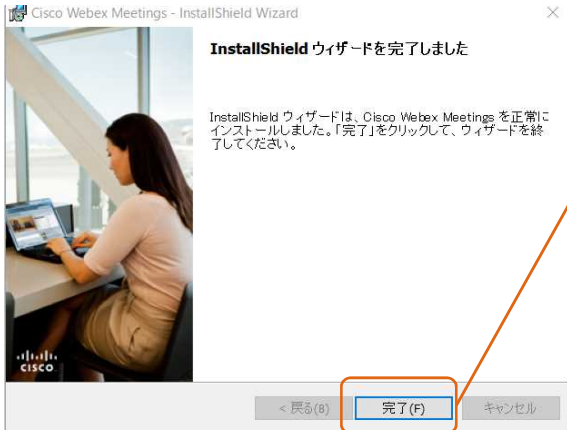 Cisco Webex Meetings - InstallShield Wizard
InstallShield ウィザードを完了しました
InstallShield ウィザードは、Cisco Webex Meetings を正常に
インストールしました。「完了」をクリックして、ウィザードを終
了してください。
CISCO
< 戻る(B)
完了(F)
キャンセル